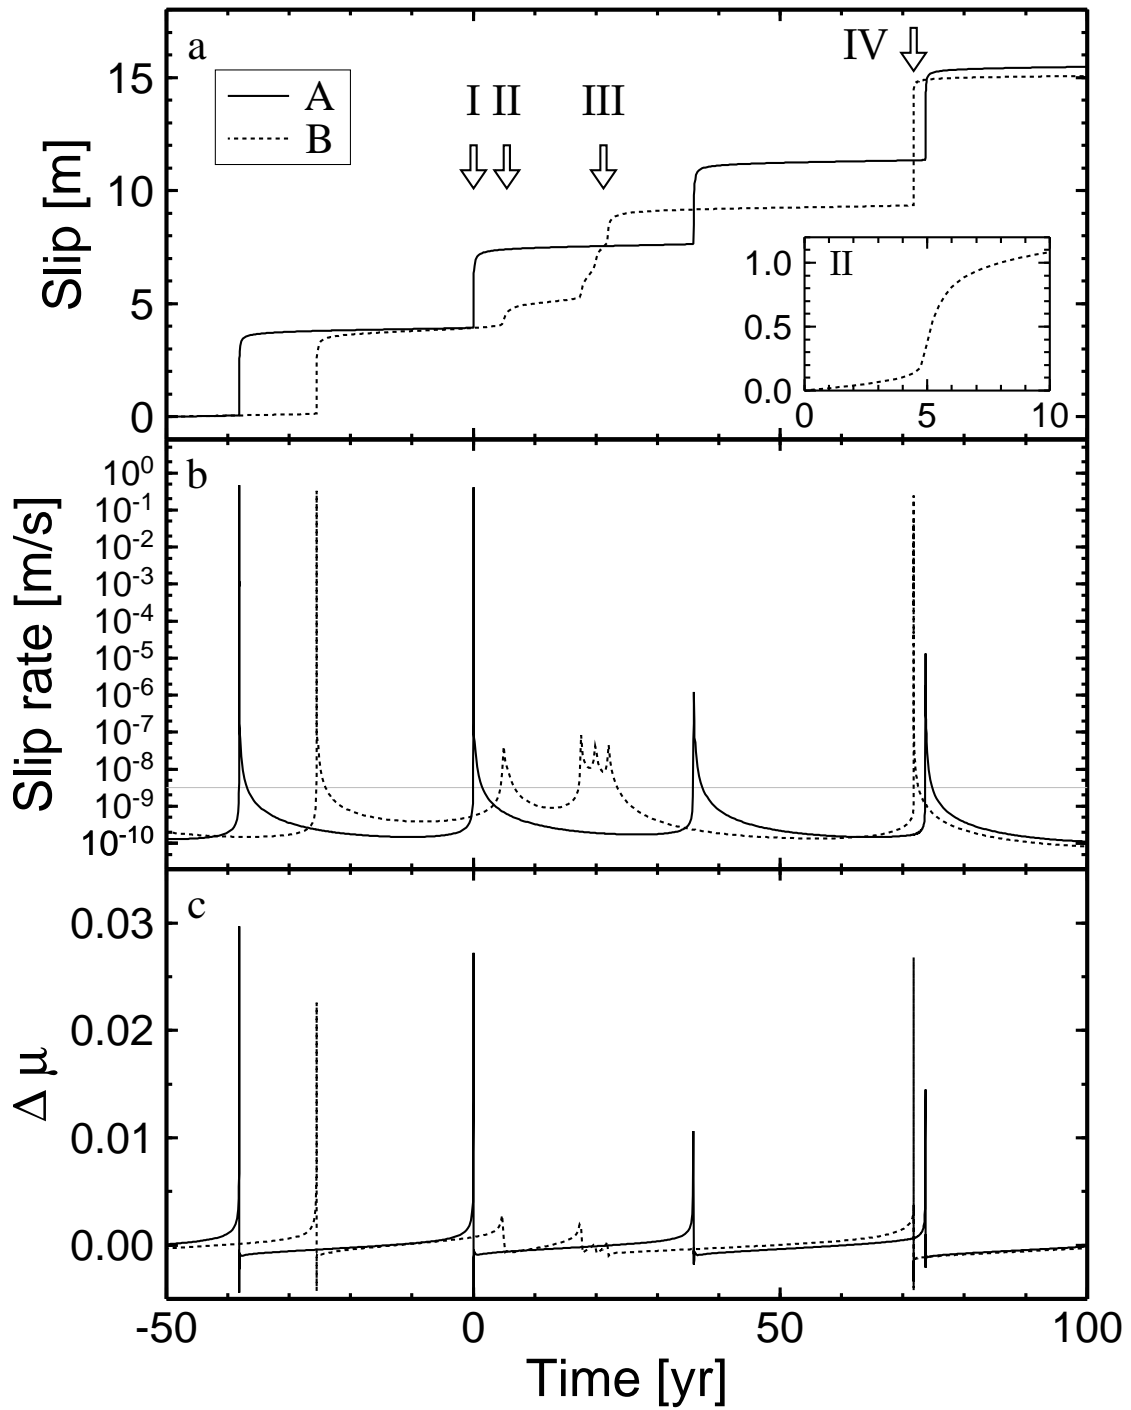 a
A
B
I II III IV
Slip [m]
15
10
5
0
II
1.0
0.5
0.0
0 5 10
b
Slip rate [m/s]
10^0
10^-1
10^-2
10^-3
10^-4
10^-5
10^-6
10^-7
10^-8
10^-9
10^-10
c
Δ μ
0.03
0.02
0.01
0.00
-50 0 50 100
Time [yr]